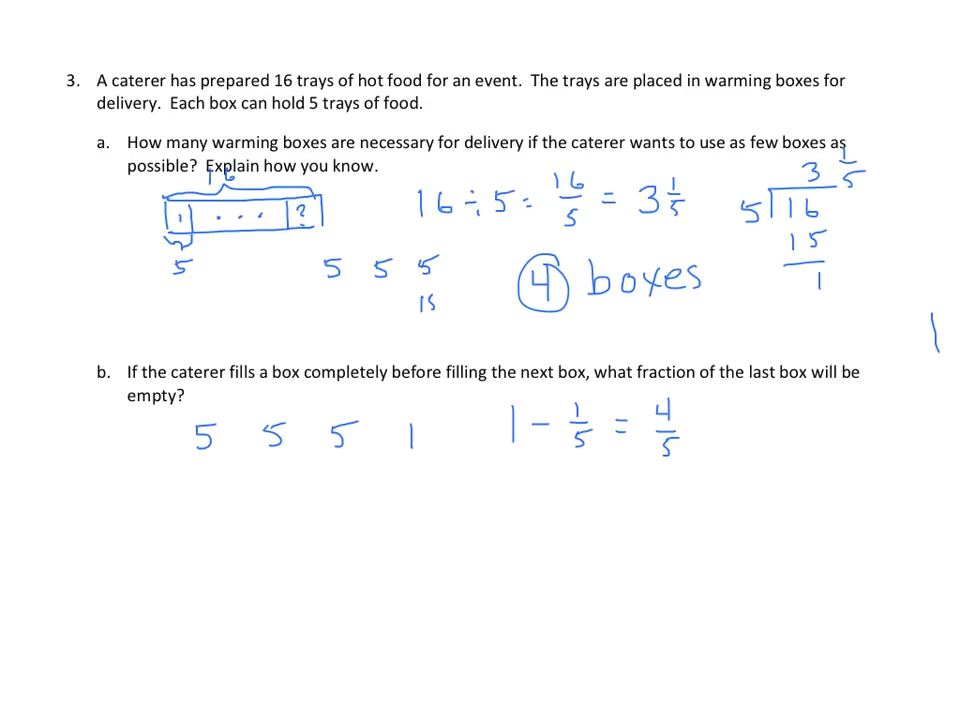 3. A caterer has prepared 16 trays of hot food for an event. The trays are placed in warming boxes for
delivery. Each box can hold 5 trays of food.
a. How many warming boxes are necessary for delivery if the caterer wants to use as few boxes as
possible? Explain how you know.
16
1 . . . ?
5
16 ÷ 5 = 16/5 = 3 1/5
3 1/5
5 16
15
1
5 5 5
15
4 boxes
1
b. If the caterer fills a box completely before filling the next box, what fraction of the last box will be
empty?
5 5 5 1 1 - 1/5 = 4/5